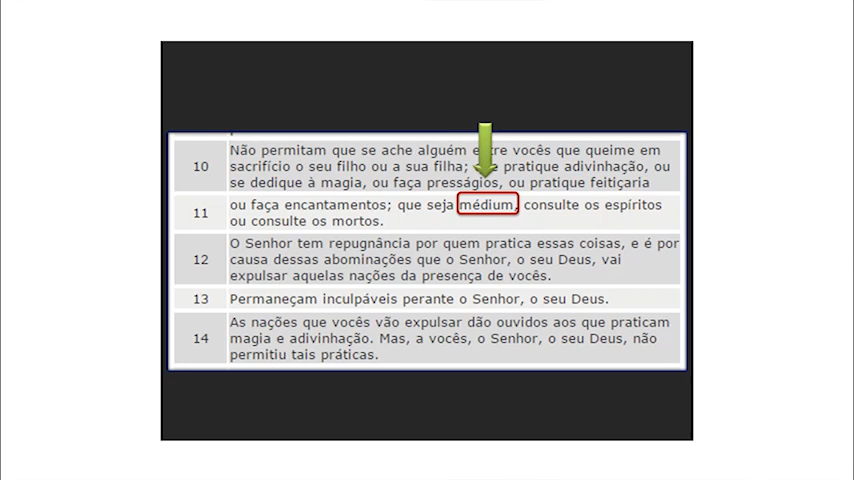 10 Não permitam que se ache alguém entre vocês que queime em
sacrifício o seu filho ou a sua filha; pratique adivinhação, ou
se dedique à magia, ou faça presságios, ou pratique feitiçaria
11 ou faça encantamentos; que seja médium, consulte os espíritos
ou consulte os mortos.
12 O Senhor tem repugnância por quem pratica essas coisas, e é por
causa dessas abominações que o Senhor, o seu Deus, vai
expulsar aquelas nações da presença de vocês.
13 Permaneçam inculpáveis perante o Senhor, o seu Deus.
14 As nações que vocês vão expulsar dão ouvidos aos que praticam
magia e adivinhação. Mas, a vocês, o Senhor, o seu Deus, não
permitiu tais práticas.